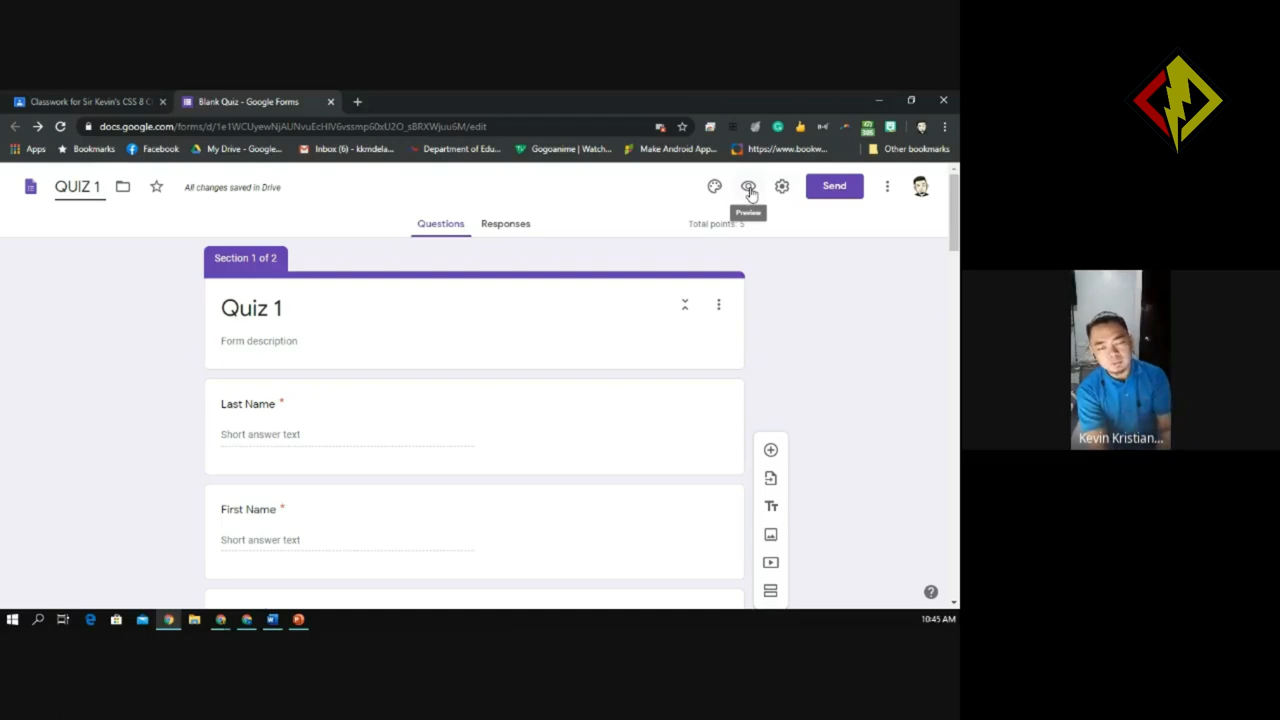 Classwork for Sir Kevin's CSS 8 C
Blank Quiz - Google Forms
docs.google.com/forms/d/1e1WCUyewNjAUNvuEcHIV6vssmp60xU2O_sBRXWjuu6M/edit
Apps
Bookmarks
Facebook
My Drive - Google...
Inbox (6) - kkmdela...
Department of Edu...
Gogoanime | Watch...
Make Android App...
https://www.bookw...
Other bookmarks
QUIZ 1
All changes saved in Drive
Send
Preview
Questions
Responses
Total points: 5
Section 1 of 2
Quiz 1
Form description
Last Name *
Short answer text
First Name *
Short answer text
Kevin Kristian...
10:45 AM